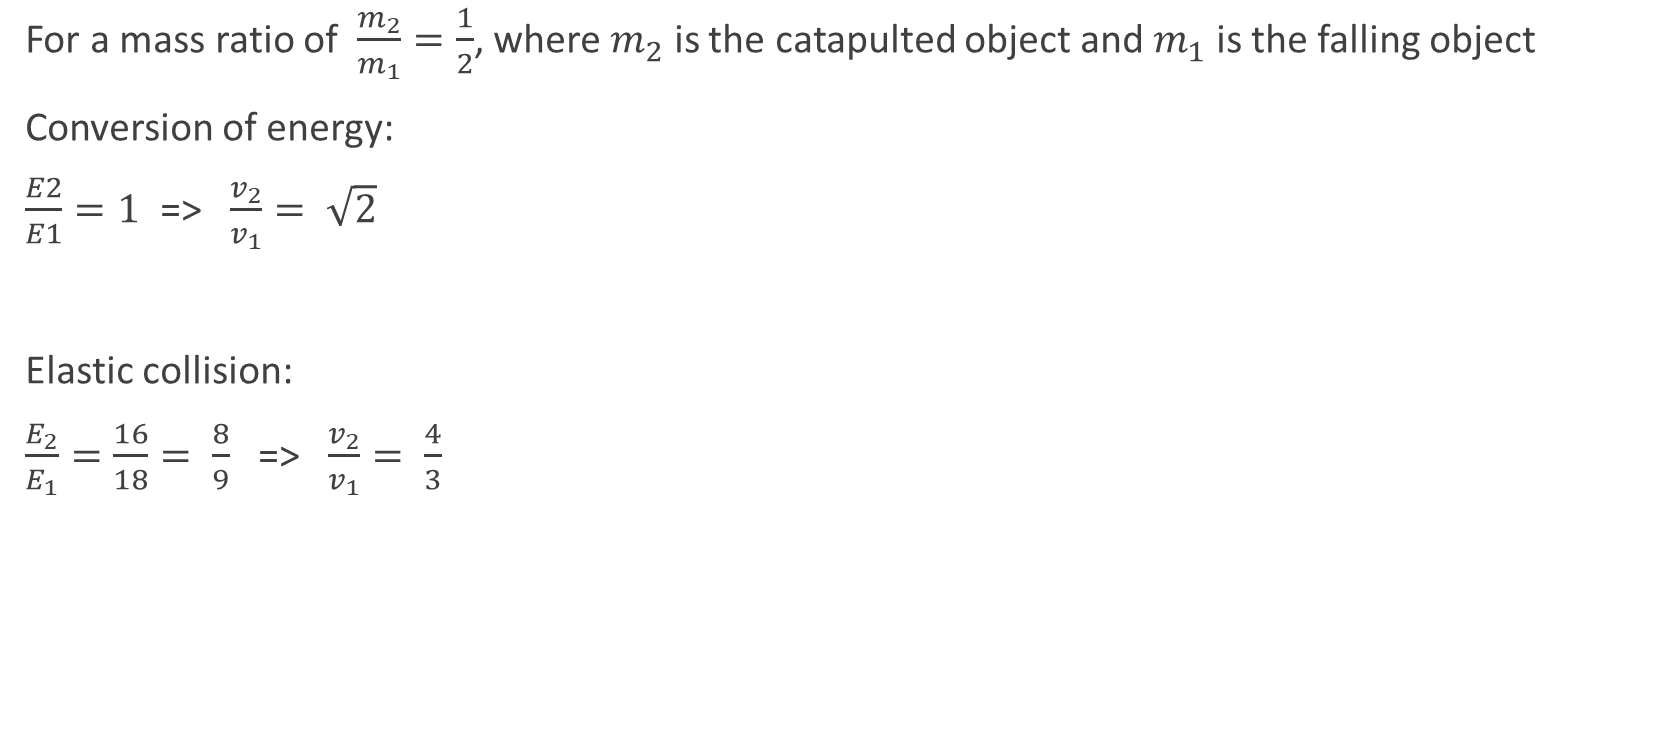 For a mass ratio of m₂/m₁ = 1/2, where m₂ is the catapulted object and m₁ is the falling object
Conversion of energy:
E2/E1 = 1 => v₂/v₁ = √2
Elastic collision:
E₂/E₁ = 16/18 = 8/9 => v₂/v₁ = 4/3